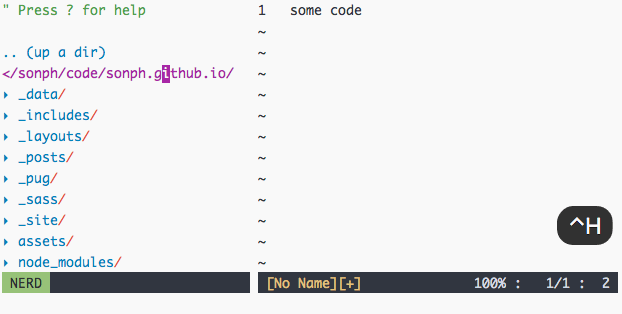 " Press ? for help
.. (up a dir)
</sonph/code/sonph.github.io/
▸ _data/
▸ _includes/
▸ _layouts/
▸ _posts/
▸ _pug/
▸ _sass/
▸ _site/
▸ assets/
▸ node_modules/
NERD
1 some code
~
~
~
~
~
~
~
~
~
~
~
~
[No Name][+] 100% : 1/1 : 2
^H